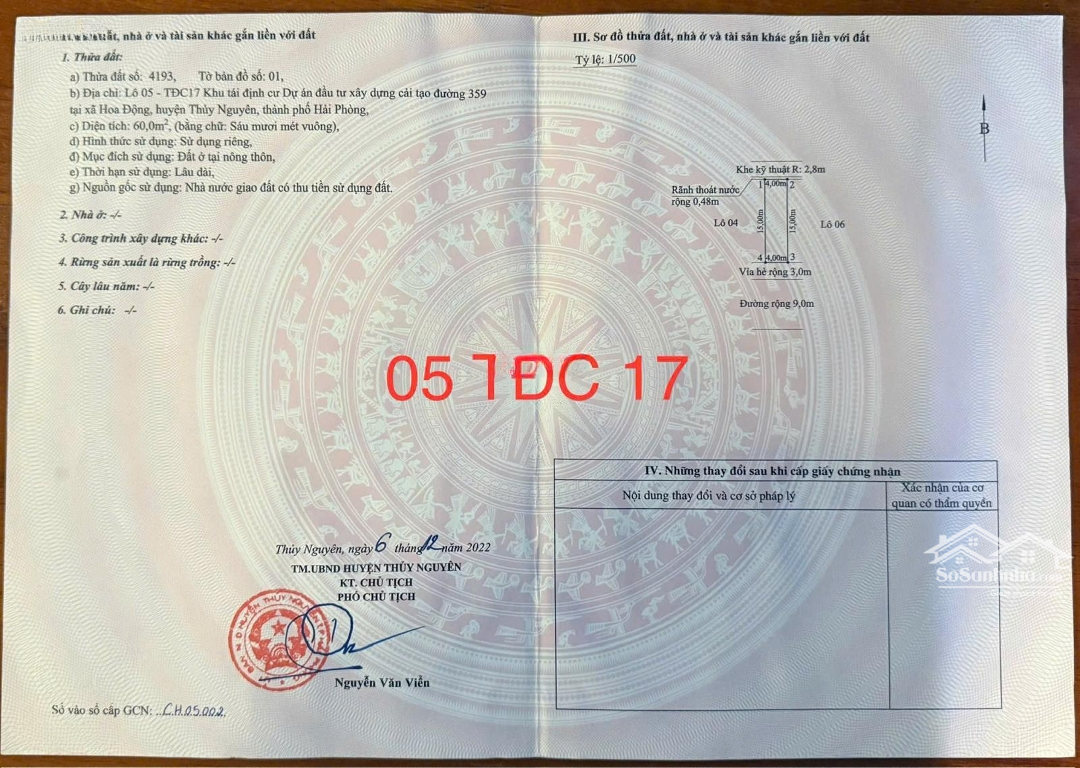 nhà ở và tài sản khác gắn liền với đất
1. Thửa đất:
a) Thửa đất số: 4193, Tờ bản đồ số: 01,
b) Địa chỉ: Lô 05 - TĐC17 Khu tái định cư Dự án đầu tư xây dựng cải tạo đường 359
tại xã Hoa Động, huyện Thủy Nguyên, thành phố Hải Phòng,
c) Diện tích: 60,0m², (bằng chữ: Sáu mươi mét vuông),
d) Hình thức sử dụng: Sử dụng riêng,
đ) Mục đích sử dụng: Đất ở tại nông thôn,
e) Thời hạn sử dụng: Lâu dài,
g) Nguồn gốc sử dụng: Nhà nước giao đất có thu tiền sử dụng đất.
2. Nhà ở: -/-
3. Công trình xây dựng khác: -/-
4. Rừng sản xuất là rừng trồng: -/-
5. Cây lâu năm: -/-
6. Ghi chú: -/-
Thủy Nguyên, ngày 6 tháng 12 năm 2022
TM.UBND HUYỆN THỦY NGUYÊN
KT. CHỦ TỊCH
PHÓ CHỦ TỊCH
Nguyễn Văn Viển
Số vào sổ cấp GCN: CH.05.002.
III. Sơ đồ thửa đất, nhà ở và tài sản khác gắn liền với đất
Tỷ lệ: 1/500
B
Khe kỹ thuật R: 2,8m
1 4,00m 2
Rãnh thoát nước
rộng 0,48m
Lô 04 15,00m 15,00m Lô 06
4 4,00m 3
Vỉa hè rộng 3,0m
Đường rộng 9,0m
05 TĐC 17
IV. Những thay đổi sau khi cấp giấy chứng nhận
Nội dung thay đổi và cơ sở pháp lý
Xác nhận của cơ
quan có thẩm quyền
SoSanhnha.com